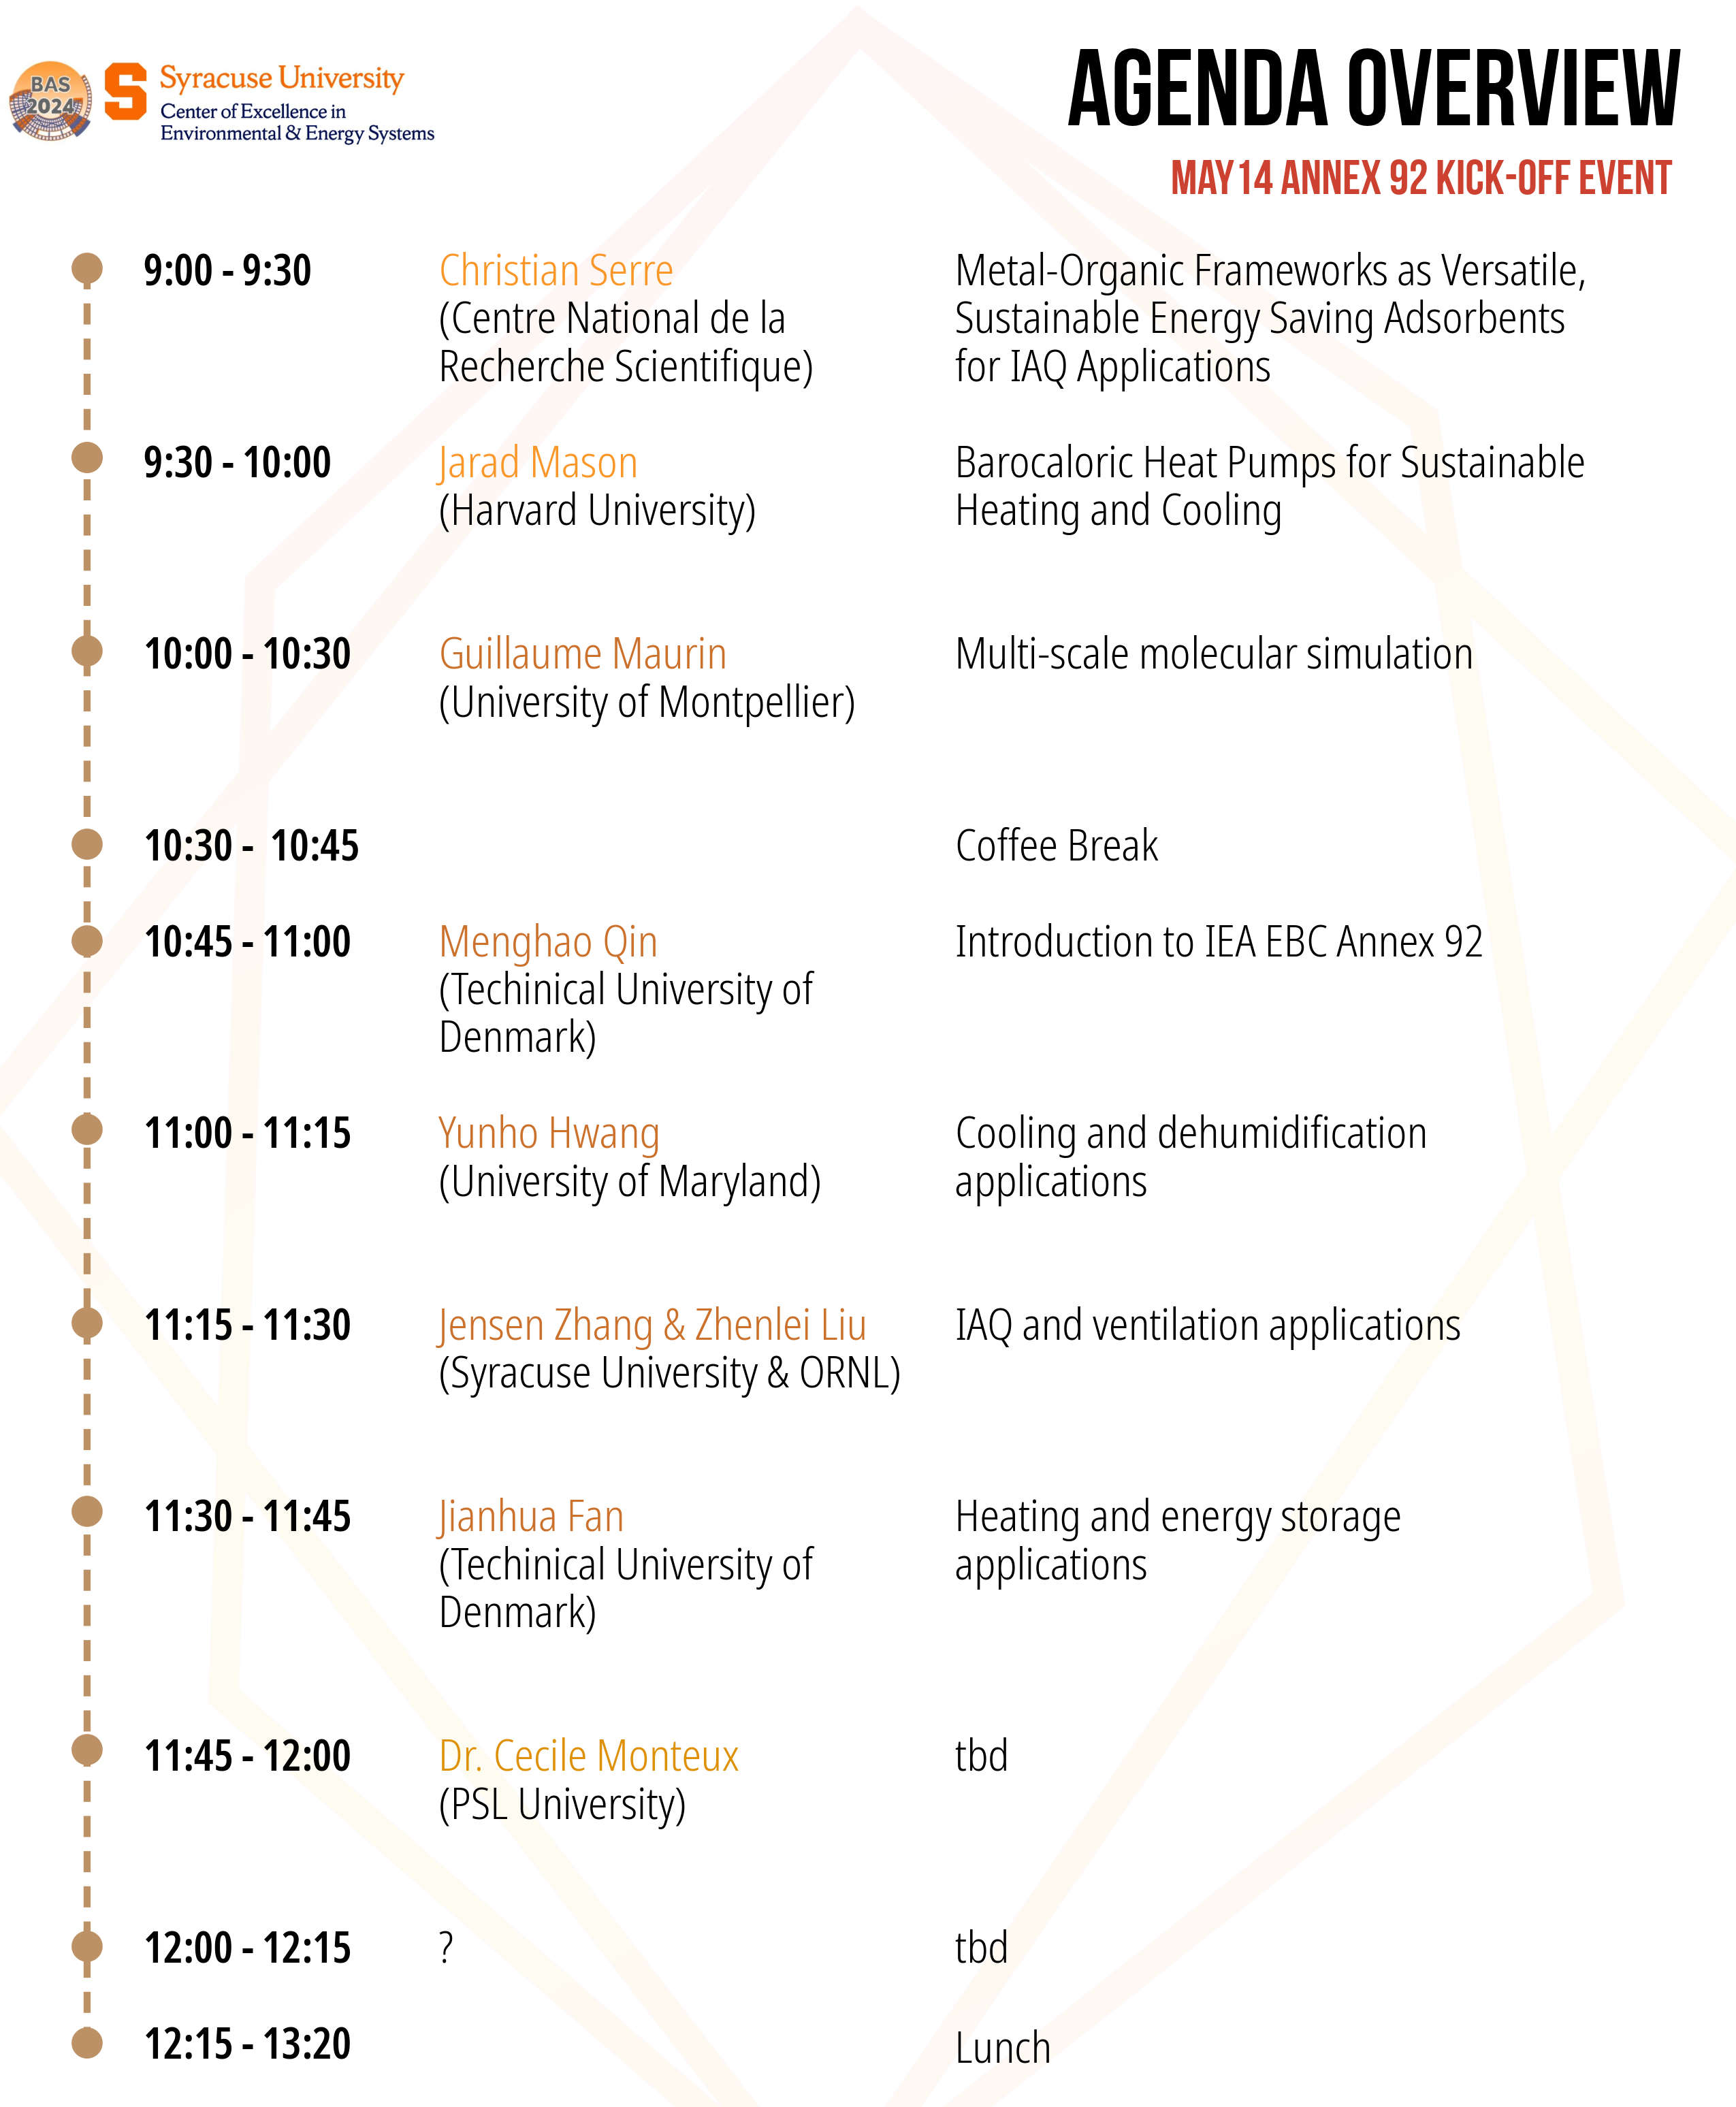 BAS
2024
S
Syracuse University
Center of Excellence in
Environmental & Energy Systems
AGENDA OVERVIEW
MAY14 ANNEX 92 KICK-OFF EVENT
9:00 - 9:30
Christian Serre
(Centre National de la
Recherche Scientifique)
Metal-Organic Frameworks as Versatile,
Sustainable Energy Saving Adsorbents
for IAQ Applications
9:30 - 10:00
Jarad Mason
(Harvard University)
Barocaloric Heat Pumps for Sustainable
Heating and Cooling
10:00 - 10:30
Guillaume Maurin
(University of Montpellier)
Multi-scale molecular simulation
10:30 -  10:45
Coffee Break
10:45 - 11:00
Menghao Qin
(Techinical University of
Denmark)
Introduction to IEA EBC Annex 92
11:00 - 11:15
Yunho Hwang
(University of Maryland)
Cooling and dehumidification
applications
11:15 - 11:30
Jensen Zhang & Zhenlei Liu
(Syracuse University & ORNL)
IAQ and ventilation applications
11:30 - 11:45
Jianhua Fan
(Techinical University of
Denmark)
Heating and energy storage
applications
11:45 - 12:00
Dr. Cecile Monteux
(PSL University)
tbd
12:00 - 12:15
?
tbd
12:15 - 13:20
Lunch